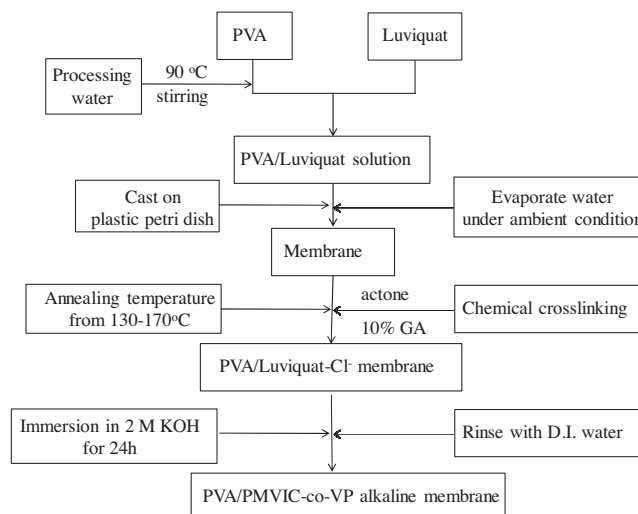 PVA
Luviquat
Processing
water
90 °C
stirring
PVA/Luviquat solution
Cast on
plastic petri dish
Evaporate water
under ambient condition
Membrane
Annealing temperature
from 130-170°C
actone
10% GA
Chemical crosslinking
PVA/Luviquat-Cl⁻ membrane
Immersion in 2 M KOH
for 24h
Rinse with D.I. water
PVA/PMVIC-co-VP alkaline membrane